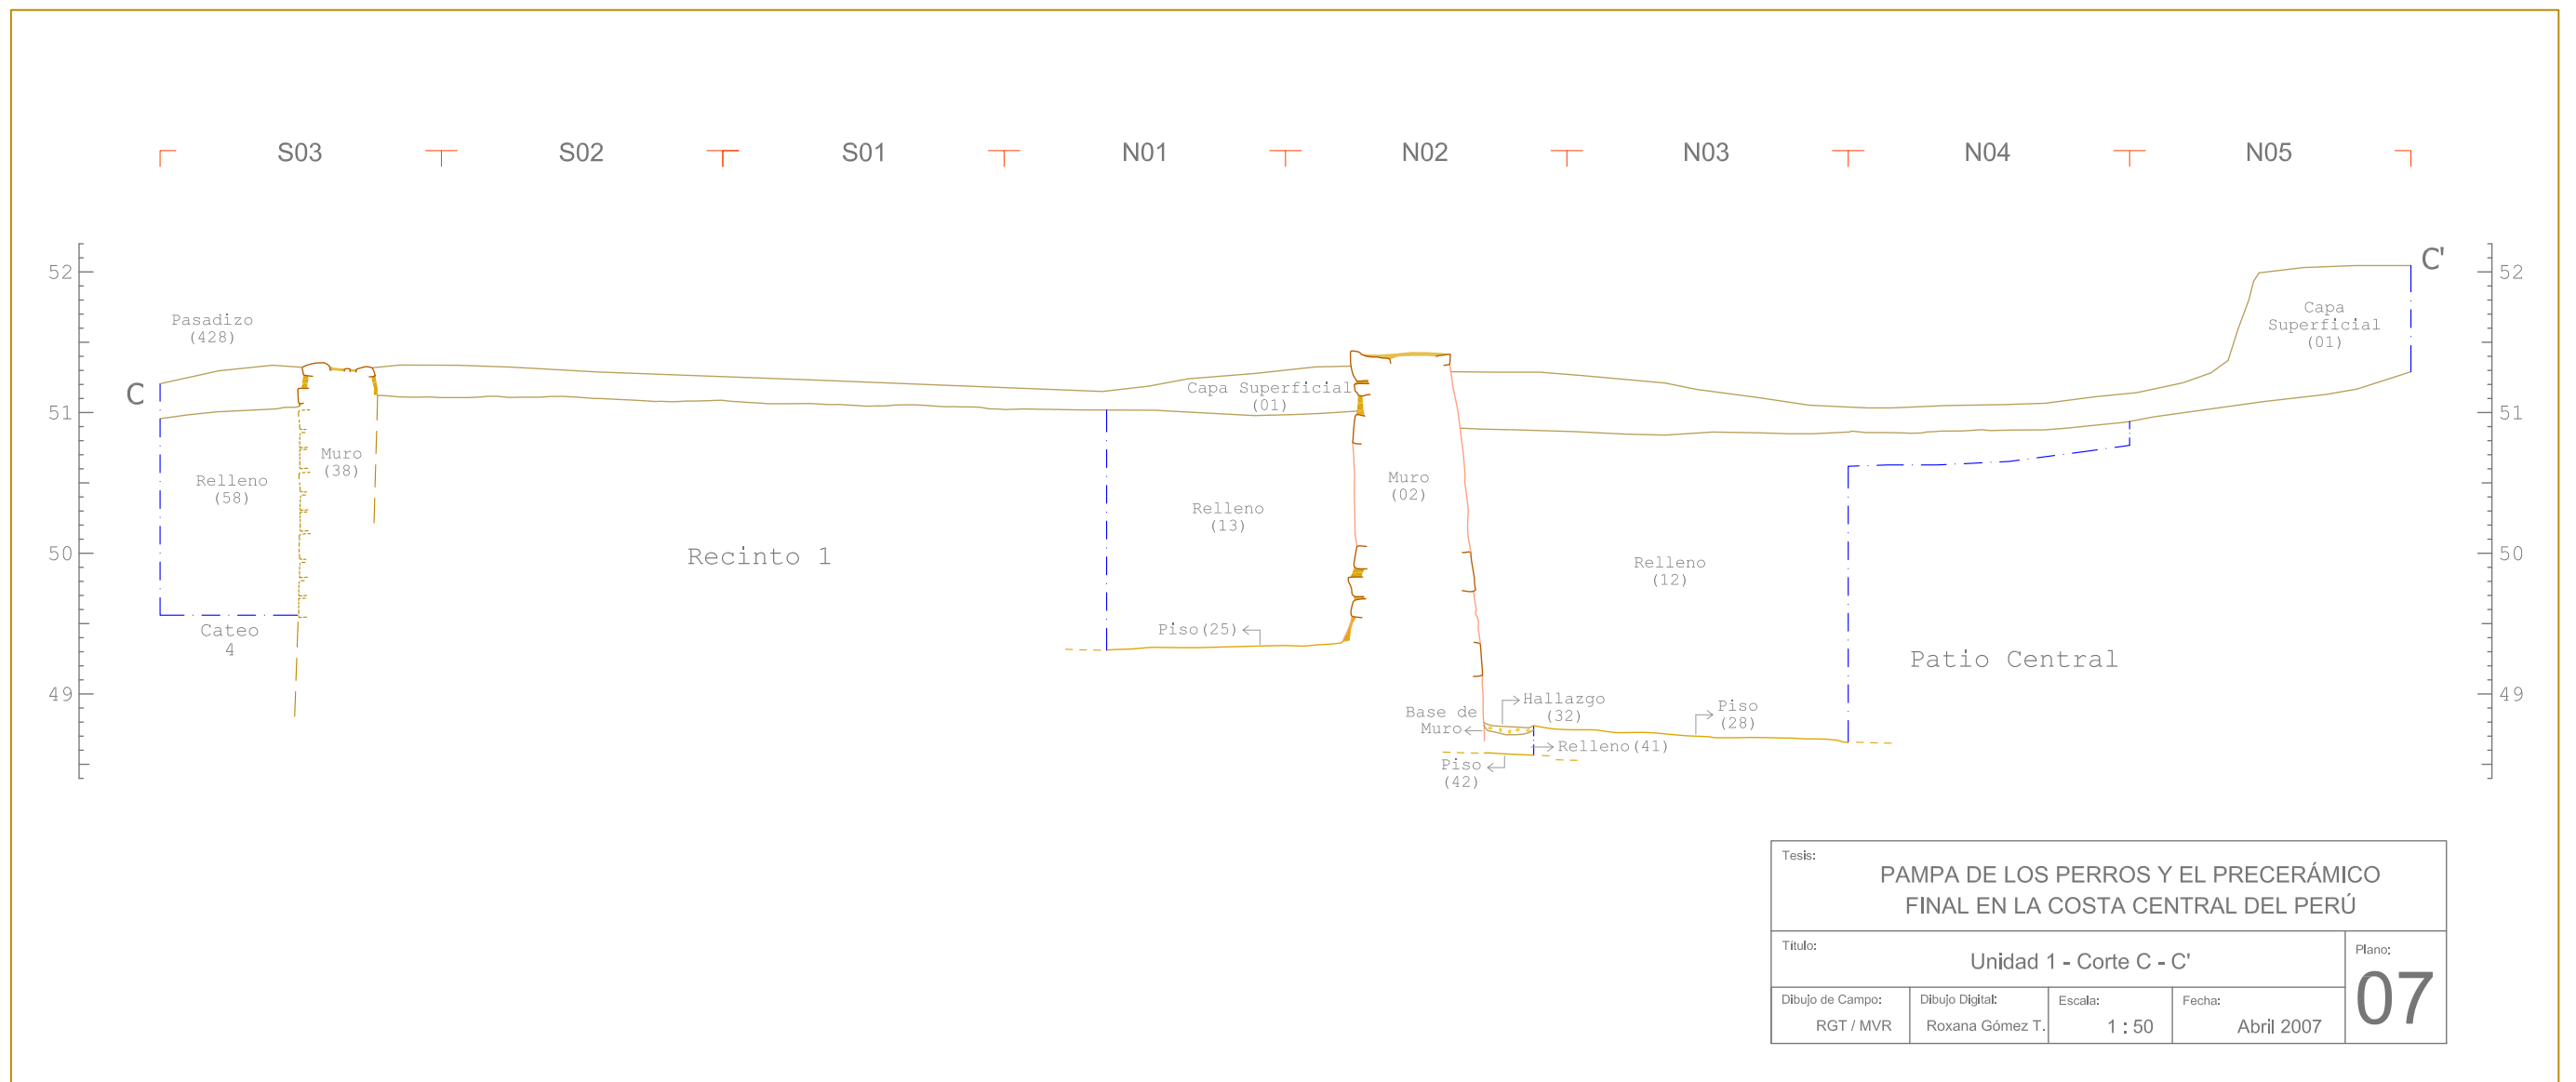 S03 S02 S01 N01 N02 N03 N04 N05
C'
52 52
Capa
Superficial
(01)
Pasadizo
(428)
C
Capa Superficial
(01)
51 51
Muro
(38)
Relleno
(58)
Muro
(02)
Relleno
(13)
50 50
Recinto 1
Relleno
(12)
Cateo
4
Piso(25)
Patio Central
49 49
Hallazgo
(32)
Base de
Muro
Piso
(28)
Relleno(41)
Piso
(42)
Tesis:
PAMPA DE LOS PERROS Y EL PRECERÁMICO
FINAL EN LA COSTA CENTRAL DEL PERÚ
Título:
Unidad 1 - Corte C - C'
Plano:
07
Dibujo de Campo:
RGT / MVR
Dibujo Digital:
Roxana Gómez T.
Escala:
1 : 50
Fecha:
Abril 2007